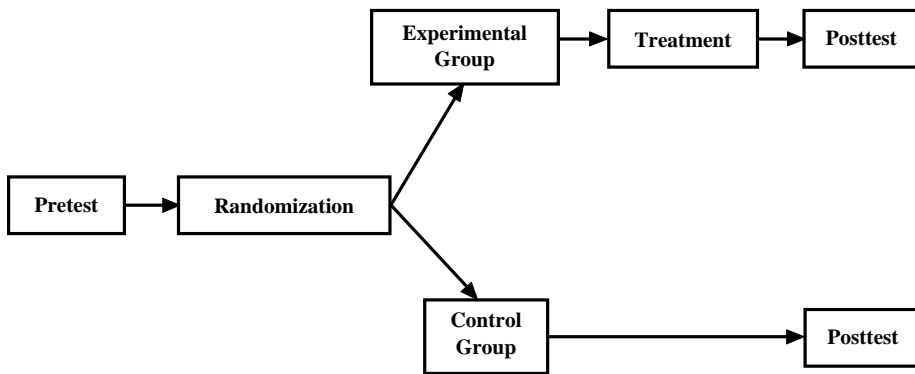 Experimental
Group
Treatment
Posttest
Pretest
Randomization
Control
Group
Posttest